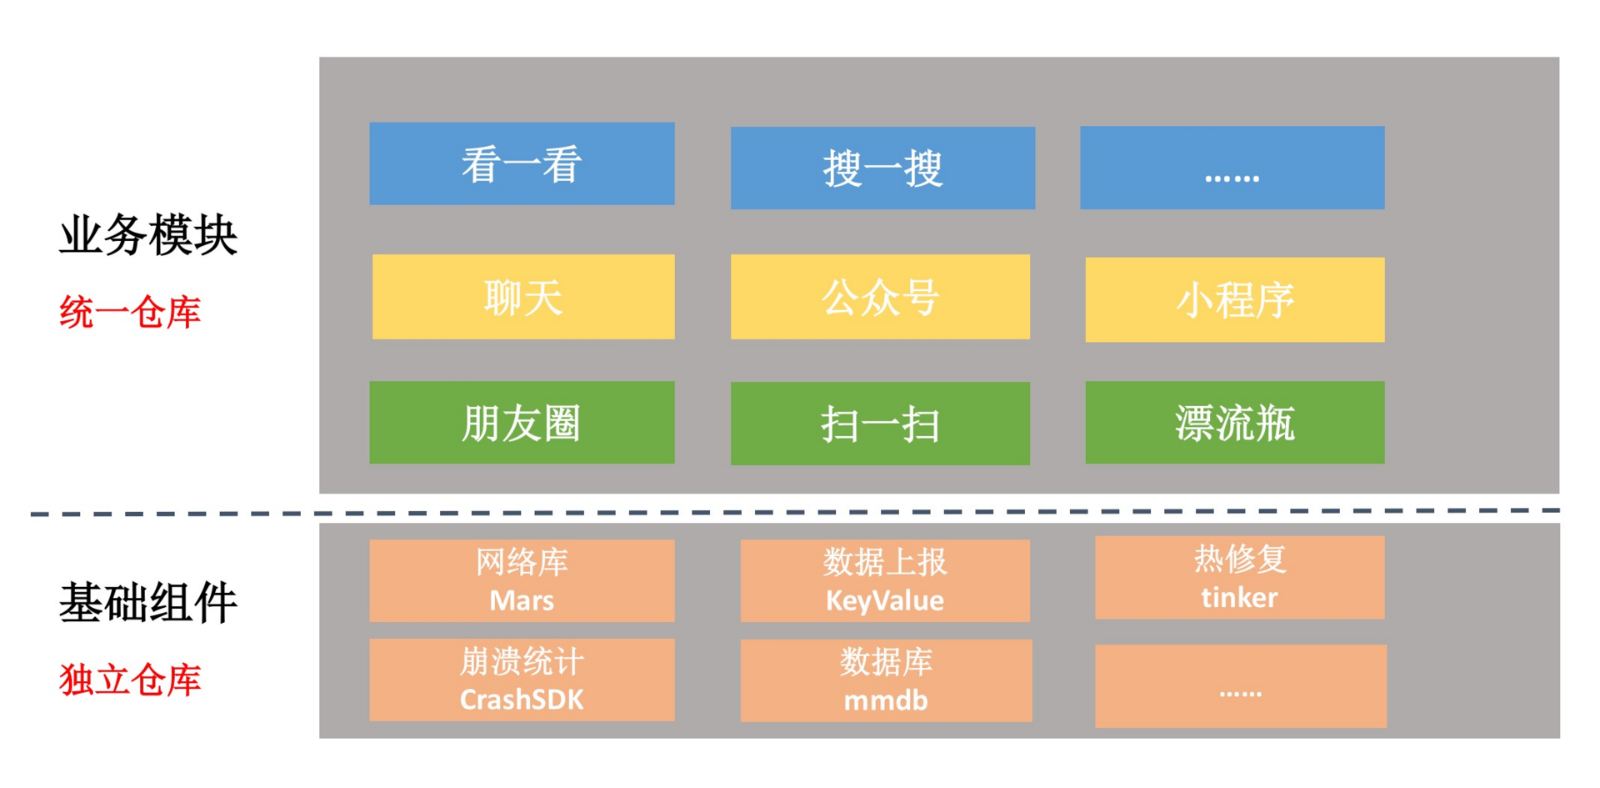 业务模块
统一仓库
看一看
搜一搜
……
聊天
公众号
小程序
朋友圈
扫一扫
漂流瓶
基础组件
独立仓库
网络库
Mars
数据上报
KeyValue
热修复
tinker
崩溃统计
CrashSDK
数据库
mmdb
……